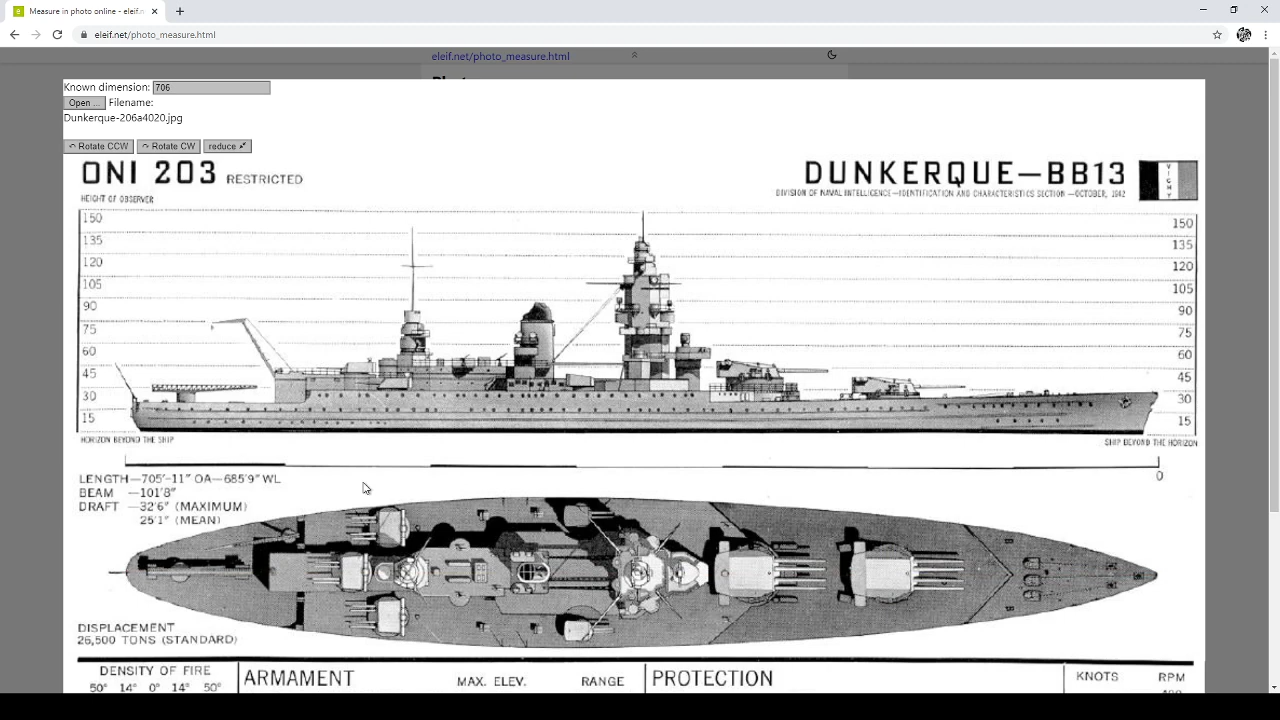 Measure in photo online - eleif.n
eleif.net/photo_measure.html
eleif.net/photo_measure.html
Known dimension: 706
Open ... Filename:
Dunkerque-206a4020.jpg
Rotate CCW Rotate CW reduce
ONI 203 RESTRICTED
DUNKERQUE—BB13
DIVISION OF NAVAL INTELLIGENCE—IDENTIFICATION AND CHARACTERISTICS SECTION—OCTOBER, 1942
VICHY
HEIGHT OF OBSERVER
150 150
135 135
120 120
105 105
90 90
75 75
60 60
45 45
30 30
15 15
HORIZON BEYOND THE SHIP SHIP BEYOND THE HORIZON
0
LENGTH—705'-11" OA—685'9" WL
BEAM —101'8"
DRAFT —32'6" (MAXIMUM)
25'1" (MEAN)
DISPLACEMENT
26,500 TONS (STANDARD)
DENSITY OF FIRE ARMAMENT MAX. ELEV. RANGE PROTECTION KNOTS RPM
50° 14° 0° 14° 50°